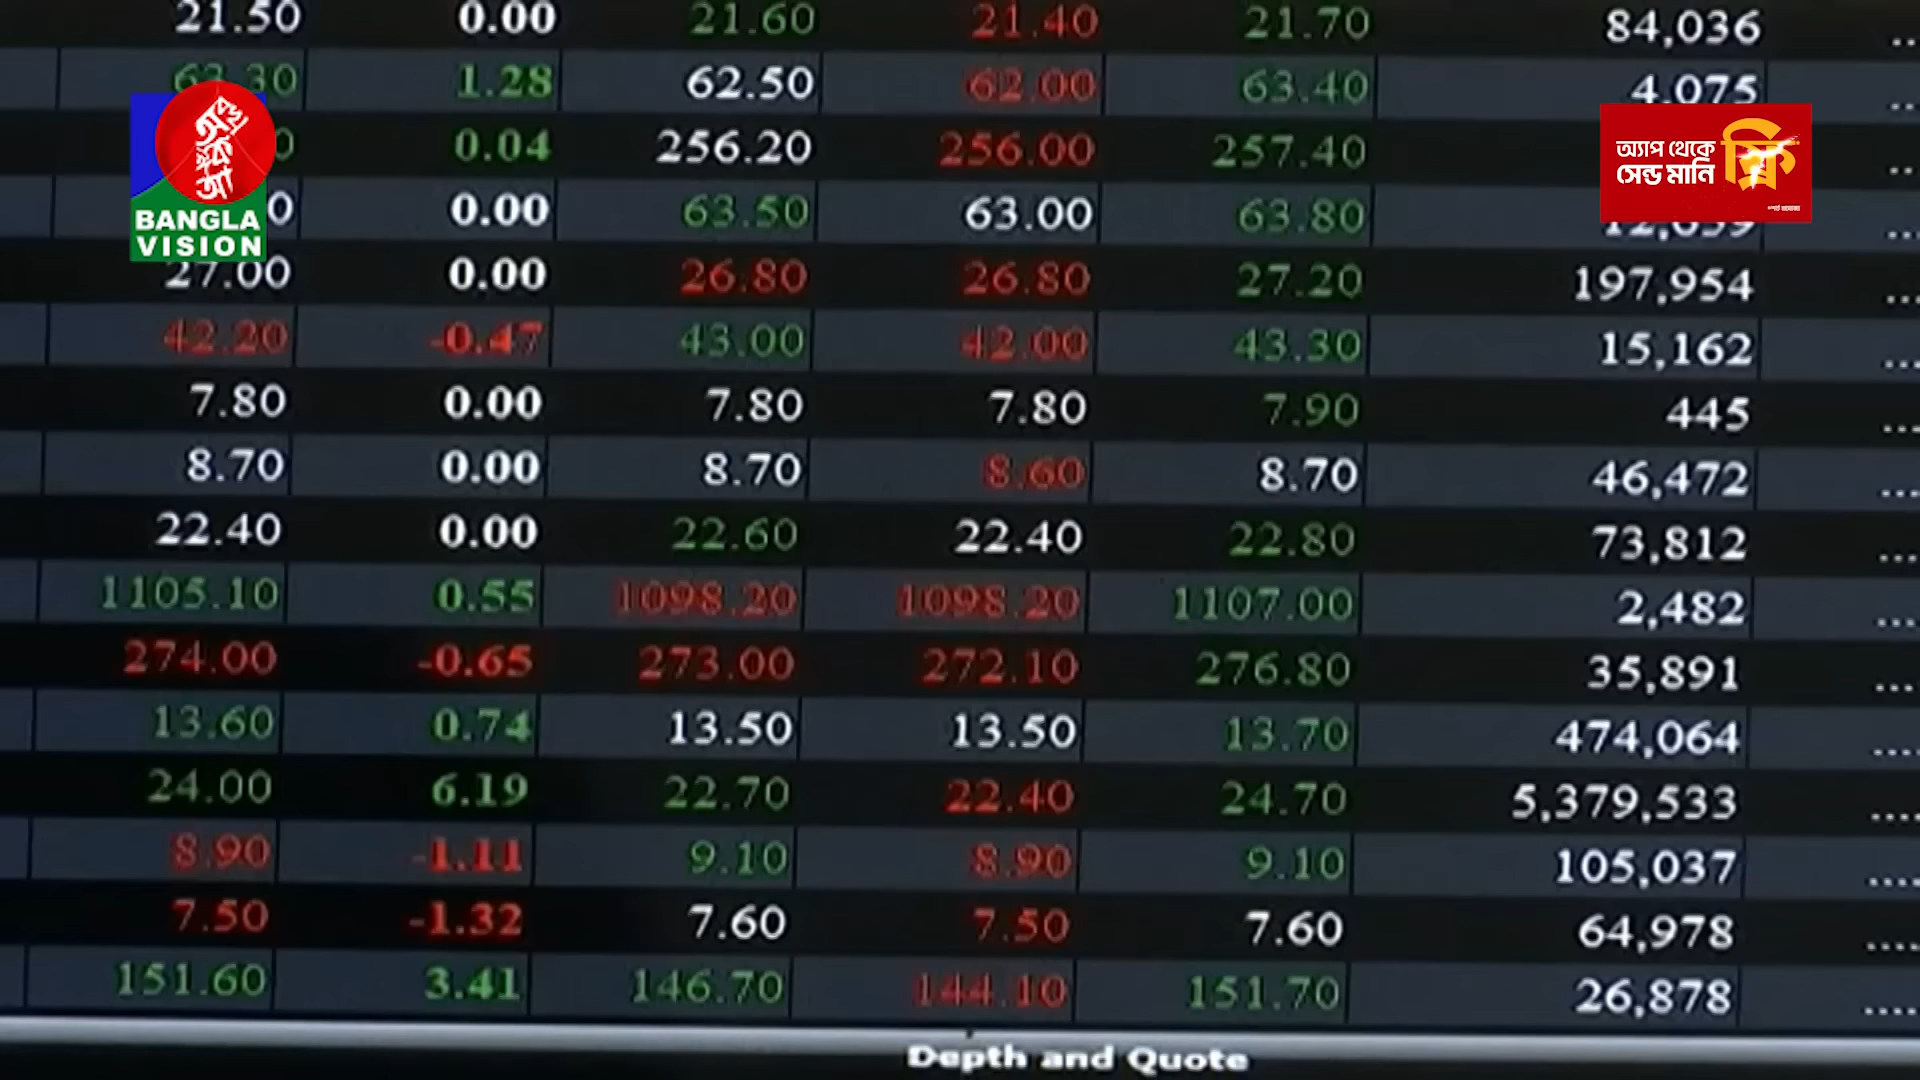 21.50 0.00 21.60 21.40 21.70 84,036 ..
63.30 1.28 62.50 62.00 63.40 4,075 ..
0 0.04 256.20 256.00 257.40 ..
0 0.00 63.50 63.00 63.80 12,659 ...
27.00 0.00 26.80 26.80 27.20 197,954 ...
42.20 -0.47 43.00 42.00 43.30 15,162 ...
7.80 0.00 7.80 7.80 7.90 445 ...
8.70 0.00 8.70 8.60 8.70 46,472 ...
22.40 0.00 22.60 22.40 22.80 73,812 ...
1105.10 0.55 1098.20 1098.20 1107.00 2,482 ...
274.00 -0.65 273.00 272.10 276.80 35,891 ...
13.60 0.74 13.50 13.50 13.70 474,064 ....
24.00 6.19 22.70 22.40 24.70 5,379,533 ....
8.90 -1.11 9.10 8.90 9.10 105,037 ....
7.50 -1.32 7.60 7.50 7.60 64,978 ....
151.60 3.41 146.70 144.10 151.70 26,878 ....
Depth and Quote
BANGLA
VISION
অ্যাপ থেকে
সেন্ড মানি ফ্রি